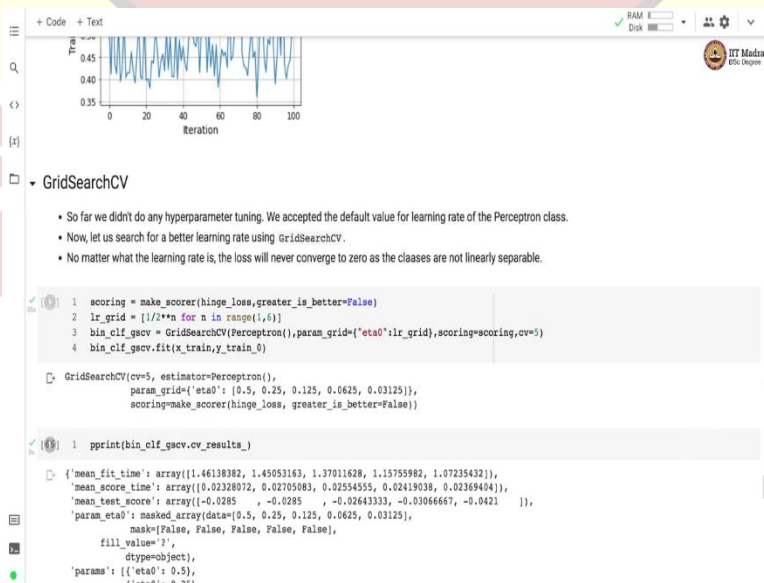 + Code + Text
RAM
Disk
IIT Madra
BSc Degree
Tra
0.45
0.40
0.35
0 20 40 60 80 100
Iteration
{x}
GridSearchCV
• So far we didn't do any hyperparameter tuning. We accepted the default value for learning rate of the Perceptron class.
• Now, let us search for a better learning rate using GridSearchCV.
• No matter what the learning rate is, the loss will never converge to zero as the claases are not linearly separable.
1 scoring = make_scorer(hinge_loss,greater_is_better=False)
2 lr_grid = [1/2**n for n in range(1,6)]
3 bin_clf_gscv = GridSearchCV(Perceptron(),param_grid={"eta0":lr_grid},scoring=scoring,cv=5)
4 bin_clf_gscv.fit(x_train,y_train_0)
GridSearchCV(cv=5, estimator=Perceptron(),
param_grid={'eta0': [0.5, 0.25, 0.125, 0.0625, 0.03125]},
scoring=make_scorer(hinge_loss, greater_is_better=False))
1 pprint(bin_clf_gscv.cv_results_)
{'mean_fit_time': array([1.46138382, 1.45053163, 1.37011628, 1.15755982, 1.07235432]),
'mean_score_time': array([0.02328072, 0.02705083, 0.02554555, 0.02419038, 0.02369404]),
'mean_test_score': array([-0.0285 , -0.0285 , -0.02643333, -0.03066667, -0.0421 ]),
'param_eta0': masked_array(data=[0.5, 0.25, 0.125, 0.0625, 0.03125],
mask=[False, False, False, False, False],
fill_value='?',
dtype=object),
'params': [{'eta0': 0.5},